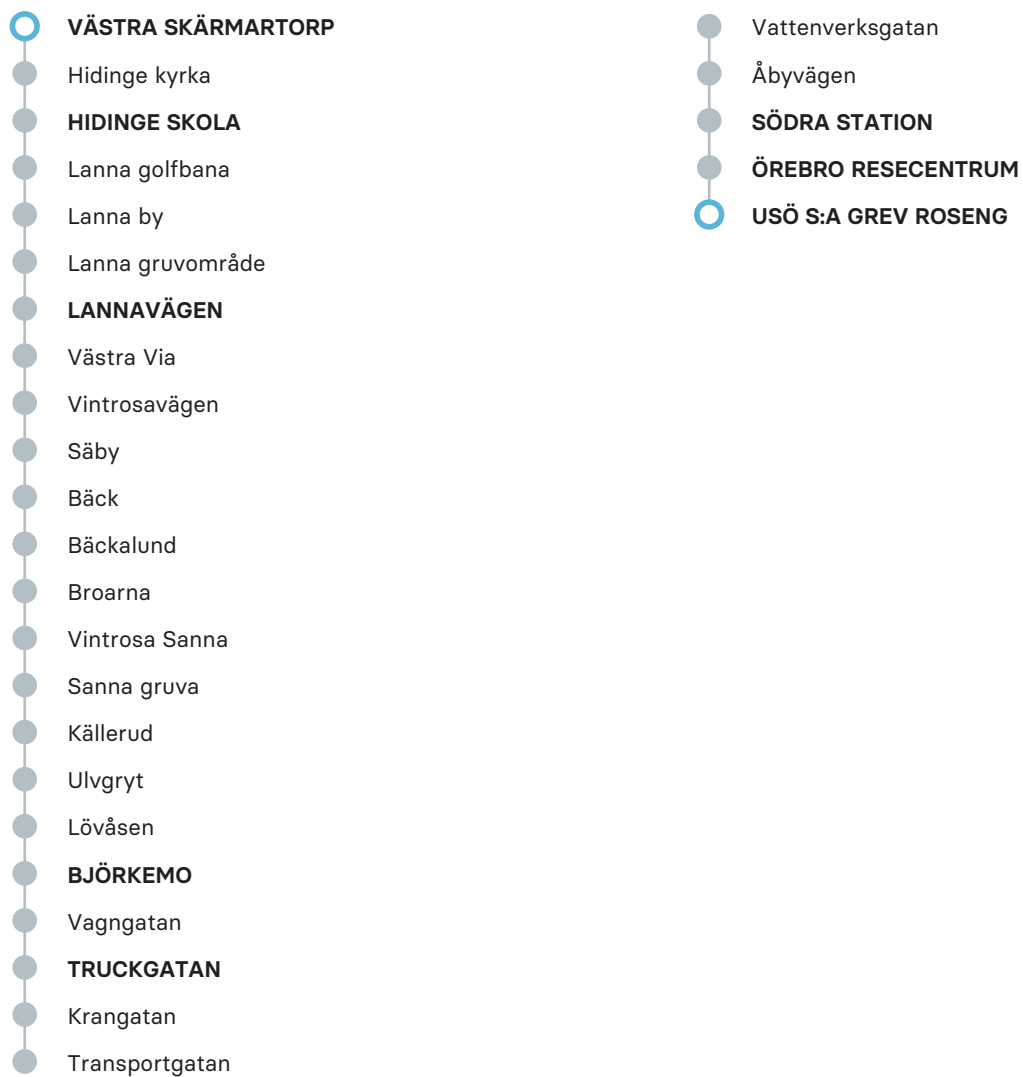 VÄSTRA SKÄRMARTORP
Hidinge kyrka
HIDINGE SKOLA
Lanna golfbana
Lanna by
Lanna gruvområde
LANNAVÄGEN
Västra Via
Vintrosavägen
Säby
Bäck
Bäckalund
Broarna
Vintrosa Sanna
Sanna gruva
Källerud
Ulvgryt
Lövåsen
BJÖRKEMO
Vagngatan
TRUCKGATAN
Krangatan
Transportgatan
Vattenverksgatan
Åbyvägen
SÖDRA STATION
ÖREBRO RESECENTRUM
USÖ S:A GREV ROSENG